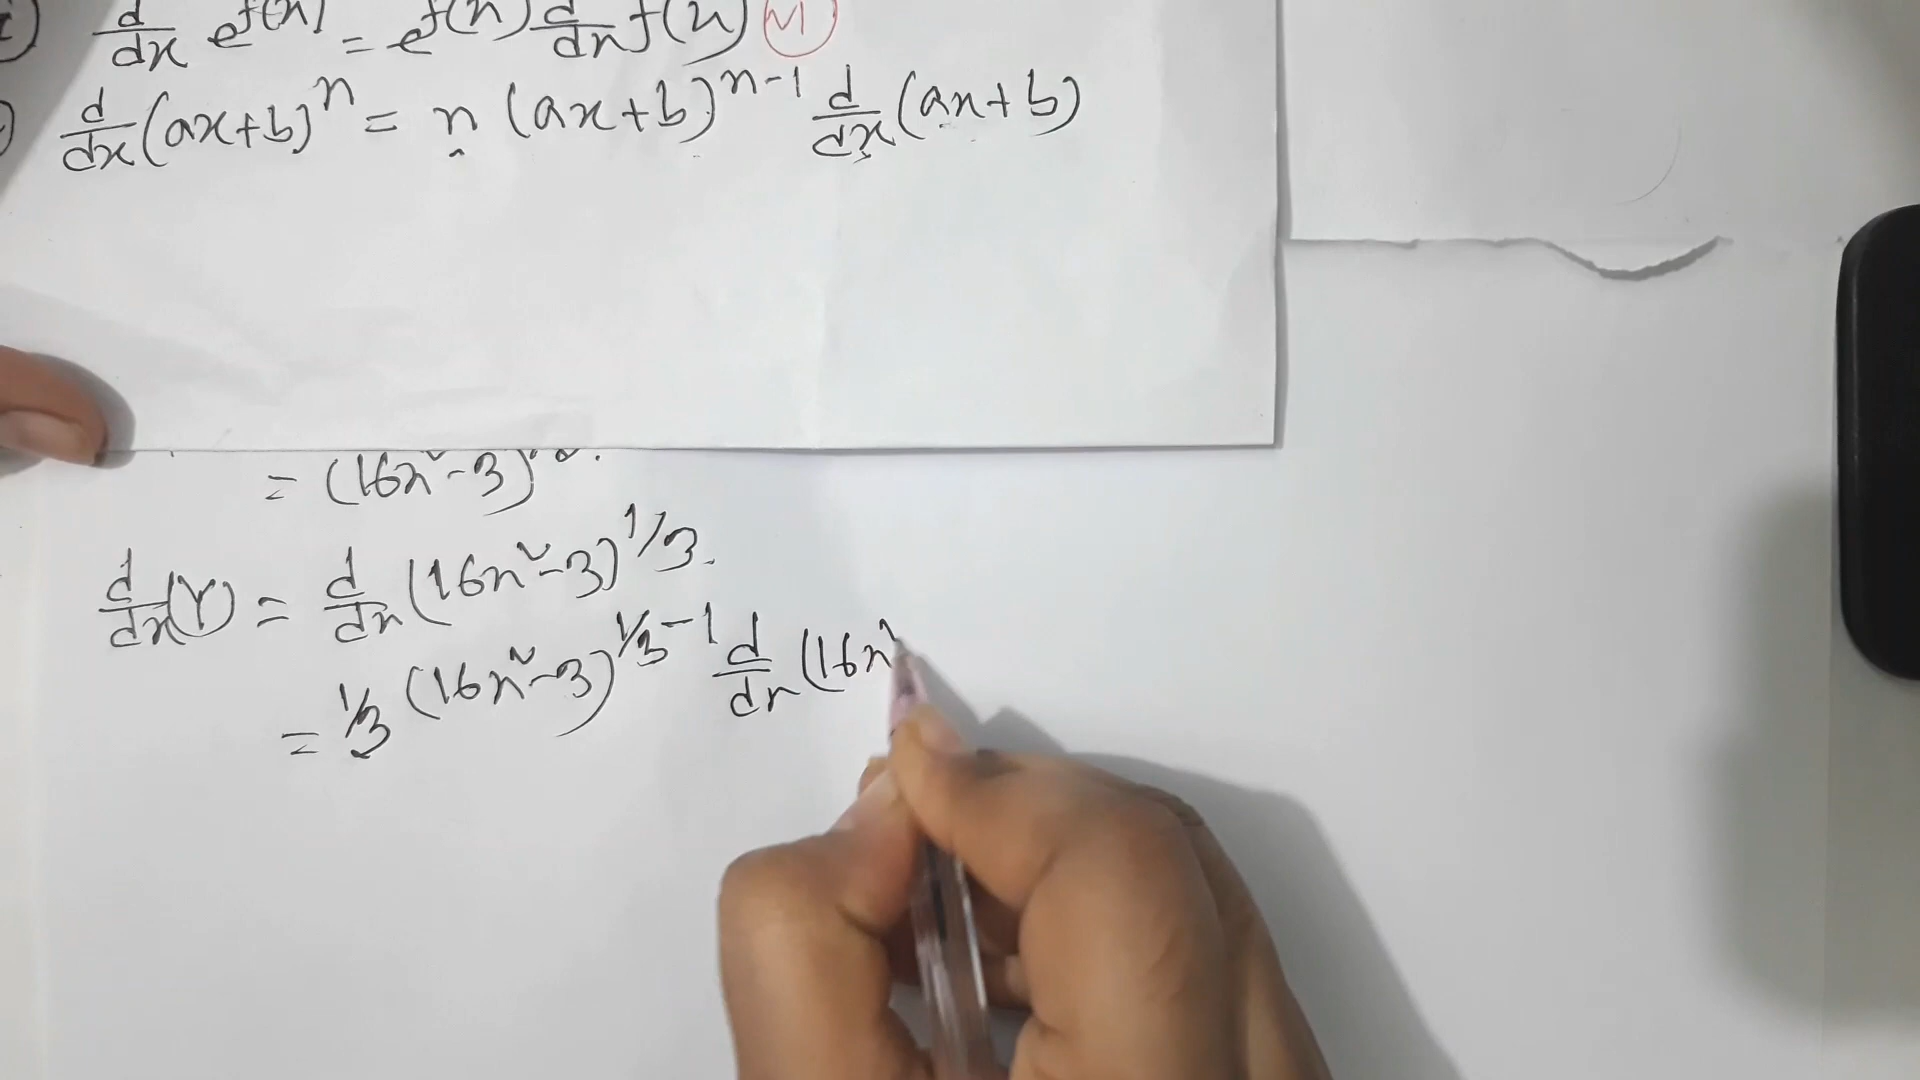 d/dx e^f(x) = e^f(x) d/dx f(x) VI
d/dx (ax+b)^n = n (ax+b)^n-1 d/dx (ax+b)
= (16x²-3)
d/dx (Y) = d/dx (16x²-3)^1/3.
= 1/3 (16x²-3)^1/3-1 d/dx (16x²